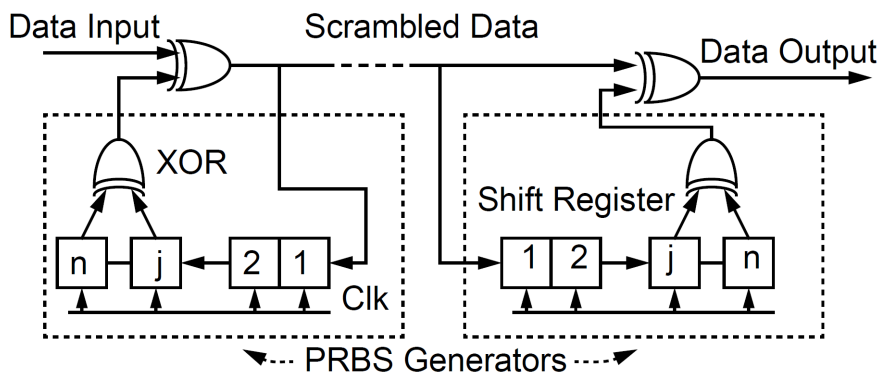 Data Input
Scrambled Data
Data Output
XOR
Shift Register
n j 2 1
1 2 j n
Clk
PRBS Generators